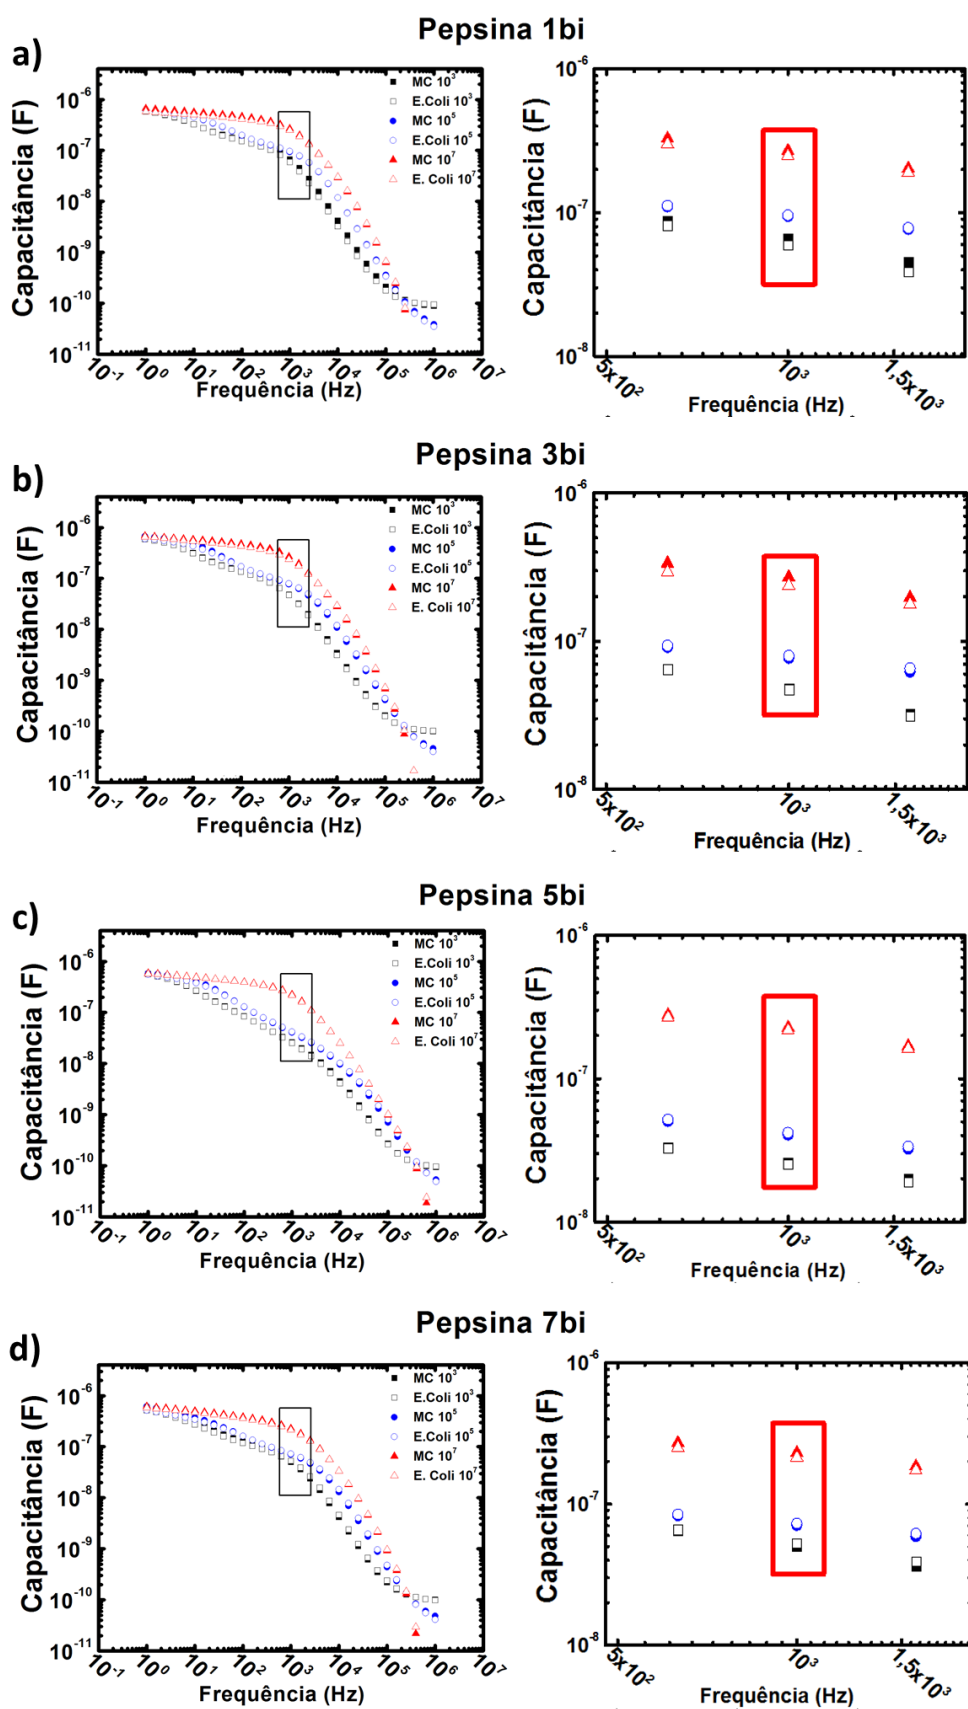 Pepsina 1bi
a)
Capacitância (F)
10⁻⁶
10⁻⁷
10⁻⁸
10⁻⁹
10⁻¹⁰
10⁻¹¹
MC 10³
E.Coli 10³
MC 10⁵
E.Coli 10⁵
MC 10⁷
E. Coli 10⁷
10⁻¹ 10⁰ 10¹ 10² 10³ 10⁴ 10⁵ 10⁶ 10⁷
Frequência (Hz)
Capacitância (F)
10⁻⁶
10⁻⁷
10⁻⁸
5x10² 10³ 1,5x10³
Frequência (Hz)
Pepsina 3bi
b)
Capacitância (F)
10⁻⁶
10⁻⁷
10⁻⁸
10⁻⁹
10⁻¹⁰
10⁻¹¹
MC 10³
E.Coli 10³
MC 10⁵
E.Coli 10⁵
MC 10⁷
E. Coli 10⁷
10⁻¹ 10⁰ 10¹ 10² 10³ 10⁴ 10⁵ 10⁶ 10⁷
Frequência (Hz)
Capacitância (F)
10⁻⁶
10⁻⁷
10⁻⁸
5x10² 10³ 1,5x10³
Frequência (Hz)
Pepsina 5bi
c)
Capacitância (F)
10⁻⁶
10⁻⁷
10⁻⁸
10⁻⁹
10⁻¹⁰
10⁻¹¹
MC 10³
E.Coli 10³
MC 10⁵
E.Coli 10⁵
MC 10⁷
E. Coli 10⁷
10⁻¹ 10⁰ 10¹ 10² 10³ 10⁴ 10⁵ 10⁶ 10⁷
Frequência (Hz)
Capacitância (F)
10⁻⁶
10⁻⁷
10⁻⁸
5x10² 10³ 1,5x10³
Frequência (Hz)
Pepsina 7bi
d)
Capacitância (F)
10⁻⁶
10⁻⁷
10⁻⁸
10⁻⁹
10⁻¹⁰
10⁻¹¹
MC 10³
E.Coli 10³
MC 10⁵
E.Coli 10⁵
MC 10⁷
E. Coli 10⁷
10⁻¹ 10⁰ 10¹ 10² 10³ 10⁴ 10⁵ 10⁶ 10⁷
Frequência (Hz)
Capacitância (F)
10⁻⁶
10⁻⁷
10⁻⁸
5x10² 10³ 1,5x10³
Frequência (Hz)